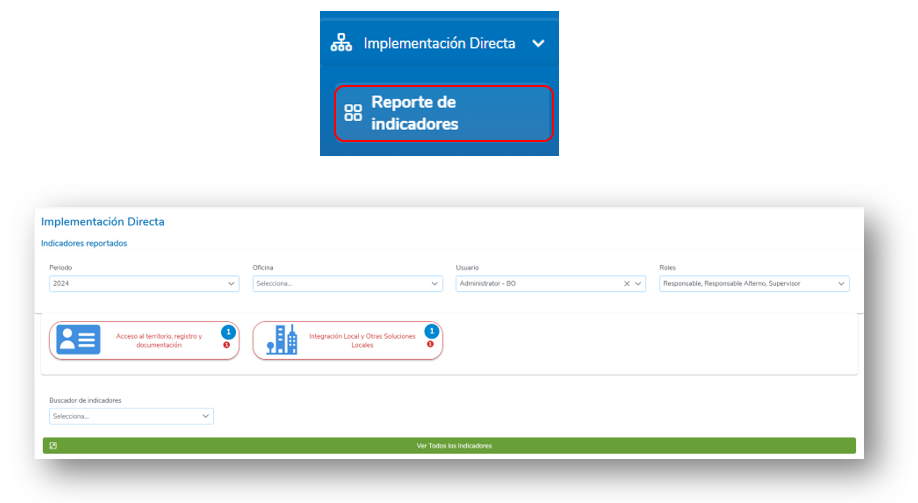 Implementación Directa
Reporte de
indicadores
Implementación Directa
Indicadores reportados
Periodo
Oficina
Usuario
Roles
2024
Selecciona...
Administrator - BO
Responsable, Responsable Alterno, Supervisor
Acceso al territorio, registro y
documentación
1
1
Integración Local y Otras Soluciones
Locales
1
1
Buscador de indicadores
Selecciona...
Ver Todos los Indicadores